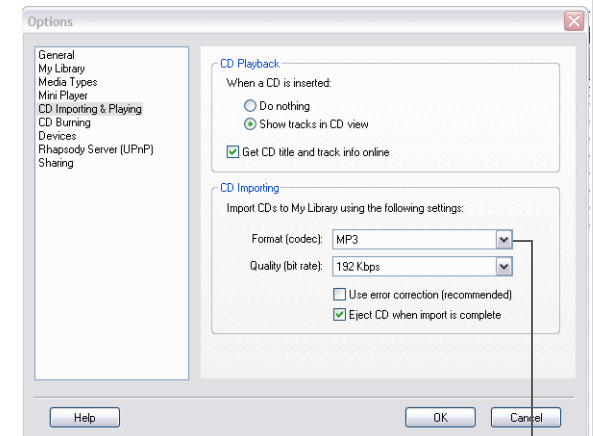 Options
General
My Library
Media Types
Mini Player
CD Importing & Playing
CD Burning
Devices
Rhapsody Server (UPnP)
Sharing
CD Playback
When a CD is inserted:
Do nothing
Show tracks in CD view
Get CD title and track info online
CD Importing
Import CDs to My Library using the following settings:
Format (codec): MP3
Quality (bit rate): 192 Kbps
Use error correction (recommended)
Eject CD when import is complete
Help OK Cancel